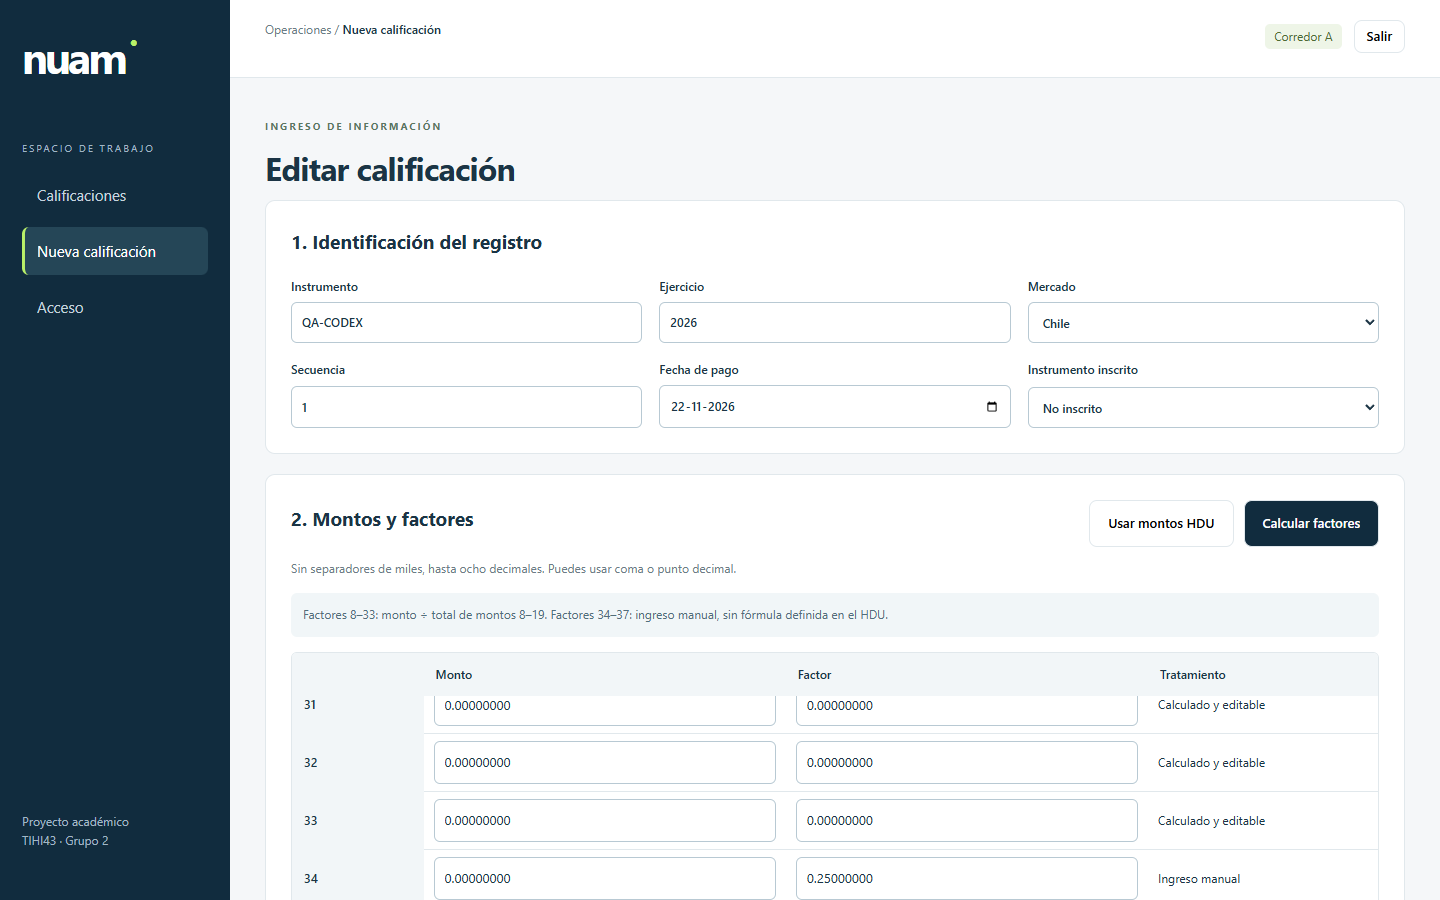 nuam
ESPACIO DE TRABAJO
Calificaciones
Nueva calificación
Acceso
Proyecto académico
TIHI43 · Grupo 2
Operaciones / Nueva calificación
Corredor A
Salir
INGRESO DE INFORMACIÓN
Editar calificación
1. Identificación del registro
Instrumento
Ejercicio
Mercado
QA-CODEX
2026
Chile
Secuencia
Fecha de pago
Instrumento inscrito
1
22-11-2026
No inscrito
2. Montos y factores
Usar montos HDU
Calcular factores
Sin separadores de miles, hasta ocho decimales. Puedes usar coma o punto decimal.
Factores 8–33: monto ÷ total de montos 8–19. Factores 34–37: ingreso manual, sin fórmula definida en el HDU.
Monto Factor Tratamiento
31 0.00000000 0.00000000 Calculado y editable
32 0.00000000 0.00000000 Calculado y editable
33 0.00000000 0.00000000 Calculado y editable
34 0.00000000 0.25000000 Ingreso manual